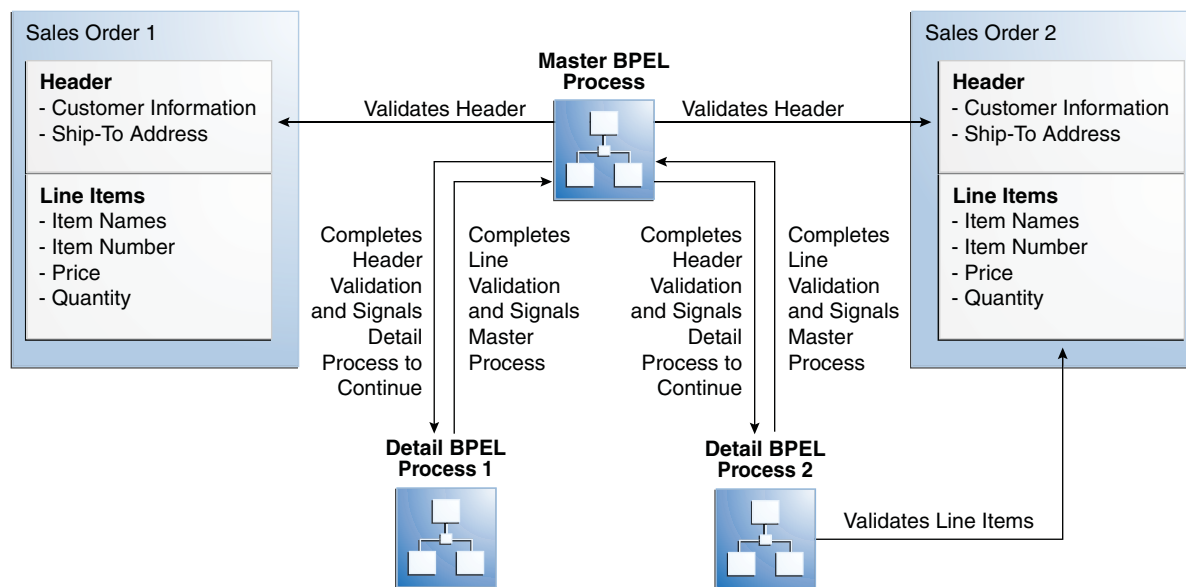 Sales Order 1
Header
- Customer Information
- Ship-To Address
Line Items
- Item Names
- Item Number
- Price
- Quantity
Master BPEL
Process
Validates Header
Validates Header
Sales Order 2
Header
- Customer Information
- Ship-To Address
Line Items
- Item Names
- Item Number
- Price
- Quantity
Completes
Header
Validation
and Signals
Detail
Process to
Continue
Completes
Line
Validation
and Signals
Master
Process
Completes
Header
Validation
and Signals
Detail
Process to
Continue
Completes
Line
Validation
and Signals
Master
Process
Detail BPEL
Process 1
Detail BPEL
Process 2
Validates Line Items